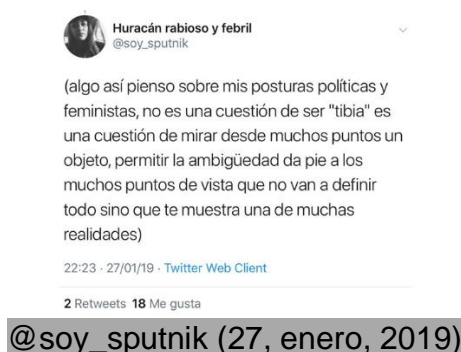 Huracán rabioso y febril
@soy_sputnik
(algo así pienso sobre mis posturas políticas y
feministas, no es una cuestión de ser "tibia" es
una cuestión de mirar desde muchos puntos un
objeto, permitir la ambigüedad da pie a los
muchos puntos de vista que no van a definir
todo sino que te muestra una de muchas
realidades)
22:23 · 27/01/19 · Twitter Web Client
2 Retweets 18 Me gusta
@soy_sputnik (27, enero, 2019)